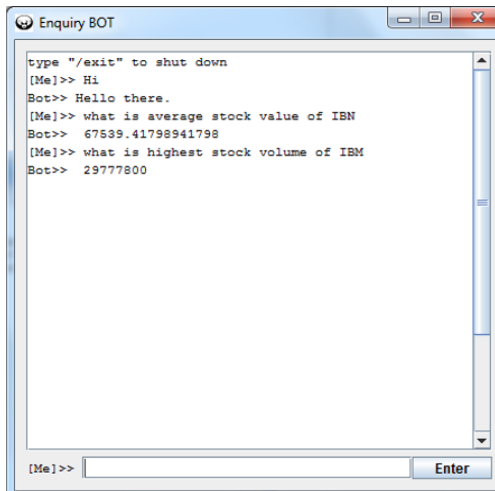 Enquiry BOT
type "/exit" to shut down
[Me]>> Hi
Bot>> Hello there.
[Me]>> what is average stock value of IBN
Bot>> 67539.41798941798
[Me]>> what is highest stock volume of IBM
Bot>> 29777800
[Me]>>
Enter